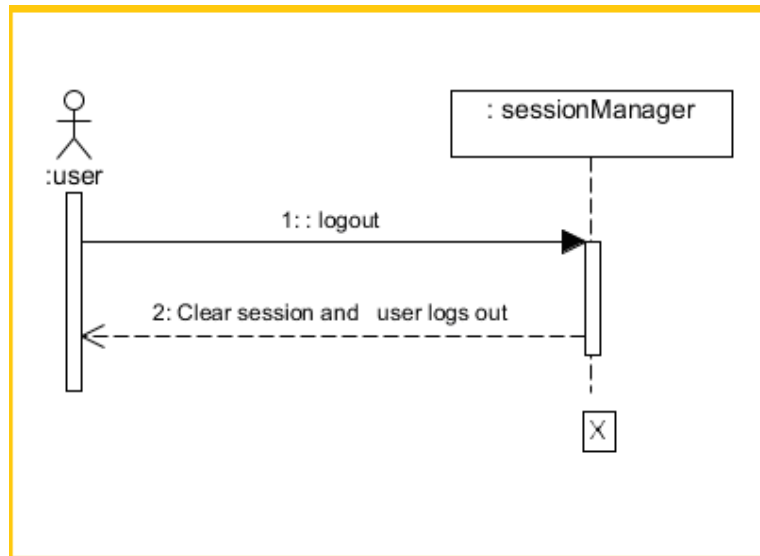 : sessionManager
:user
1: : logout
2: Clear session and user logs out
X